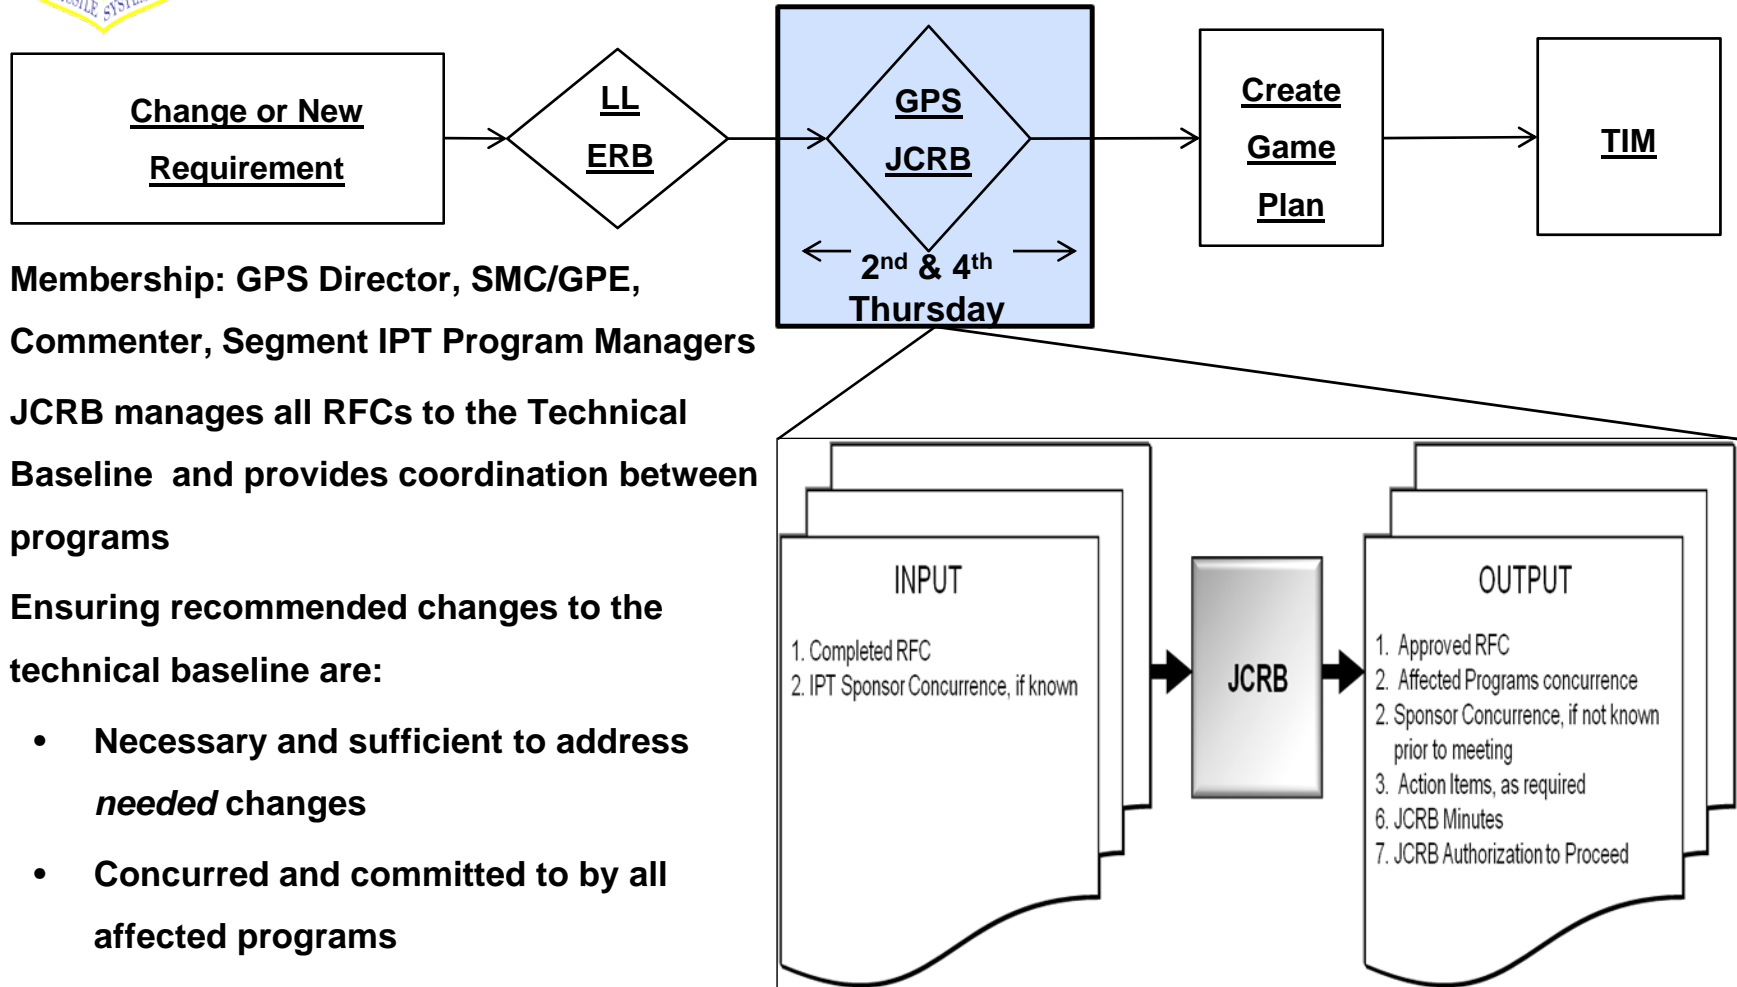 SYSTEM
Change or New
Requirement
LL
ERB
GPS
JCRB
2nd & 4th
Thursday
Create
Game
Plan
TIM
Membership: GPS Director, SMC/GPE,
Commenter, Segment IPT Program Managers
JCRB manages all RFCs to the Technical
Baseline and provides coordination between
programs
Ensuring recommended changes to the
technical baseline are:
• Necessary and sufficient to address
needed changes
• Concurred and committed to by all
affected programs
INPUT
1. Completed RFC
2. IPT Sponsor Concurrence, if known
JCRB
OUTPUT
1. Approved RFC
2. Affected Programs concurrence
2. Sponsor Concurrence, if not known
prior to meeting
3. Action Items, as required
6. JCRB Minutes
7. JCRB Authorization to Proceed